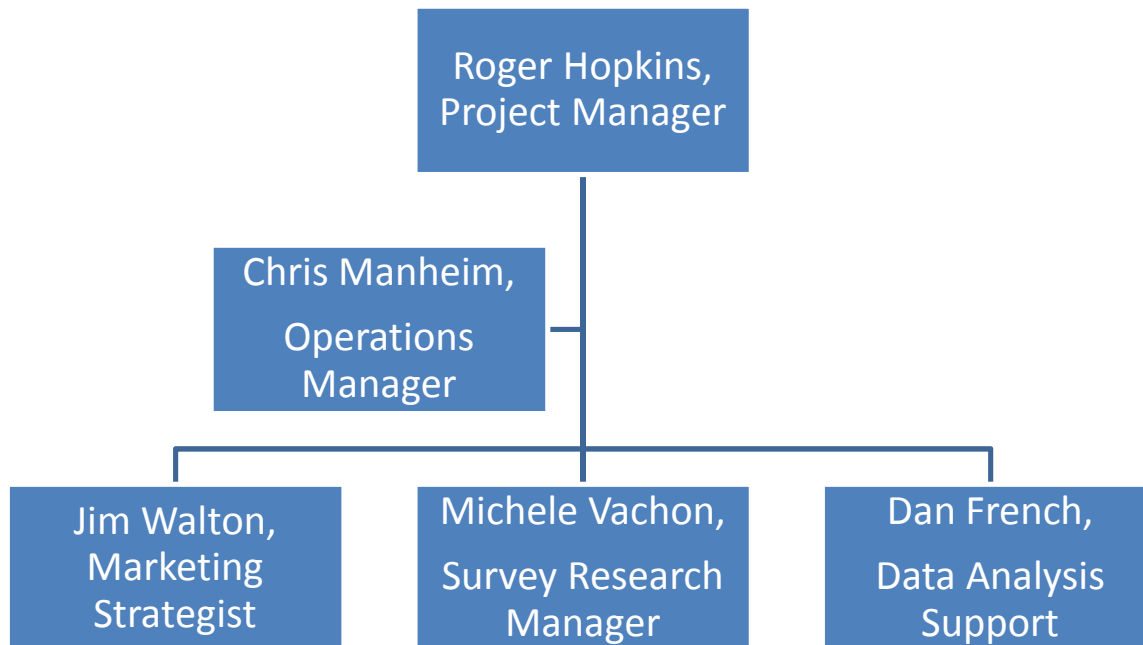 Roger Hopkins,
Project Manager
Chris Manheim,
Operations
Manager
Jim Walton,
Marketing
Strategist
Michele Vachon,
Survey Research
Manager
Dan French,
Data Analysis
Support